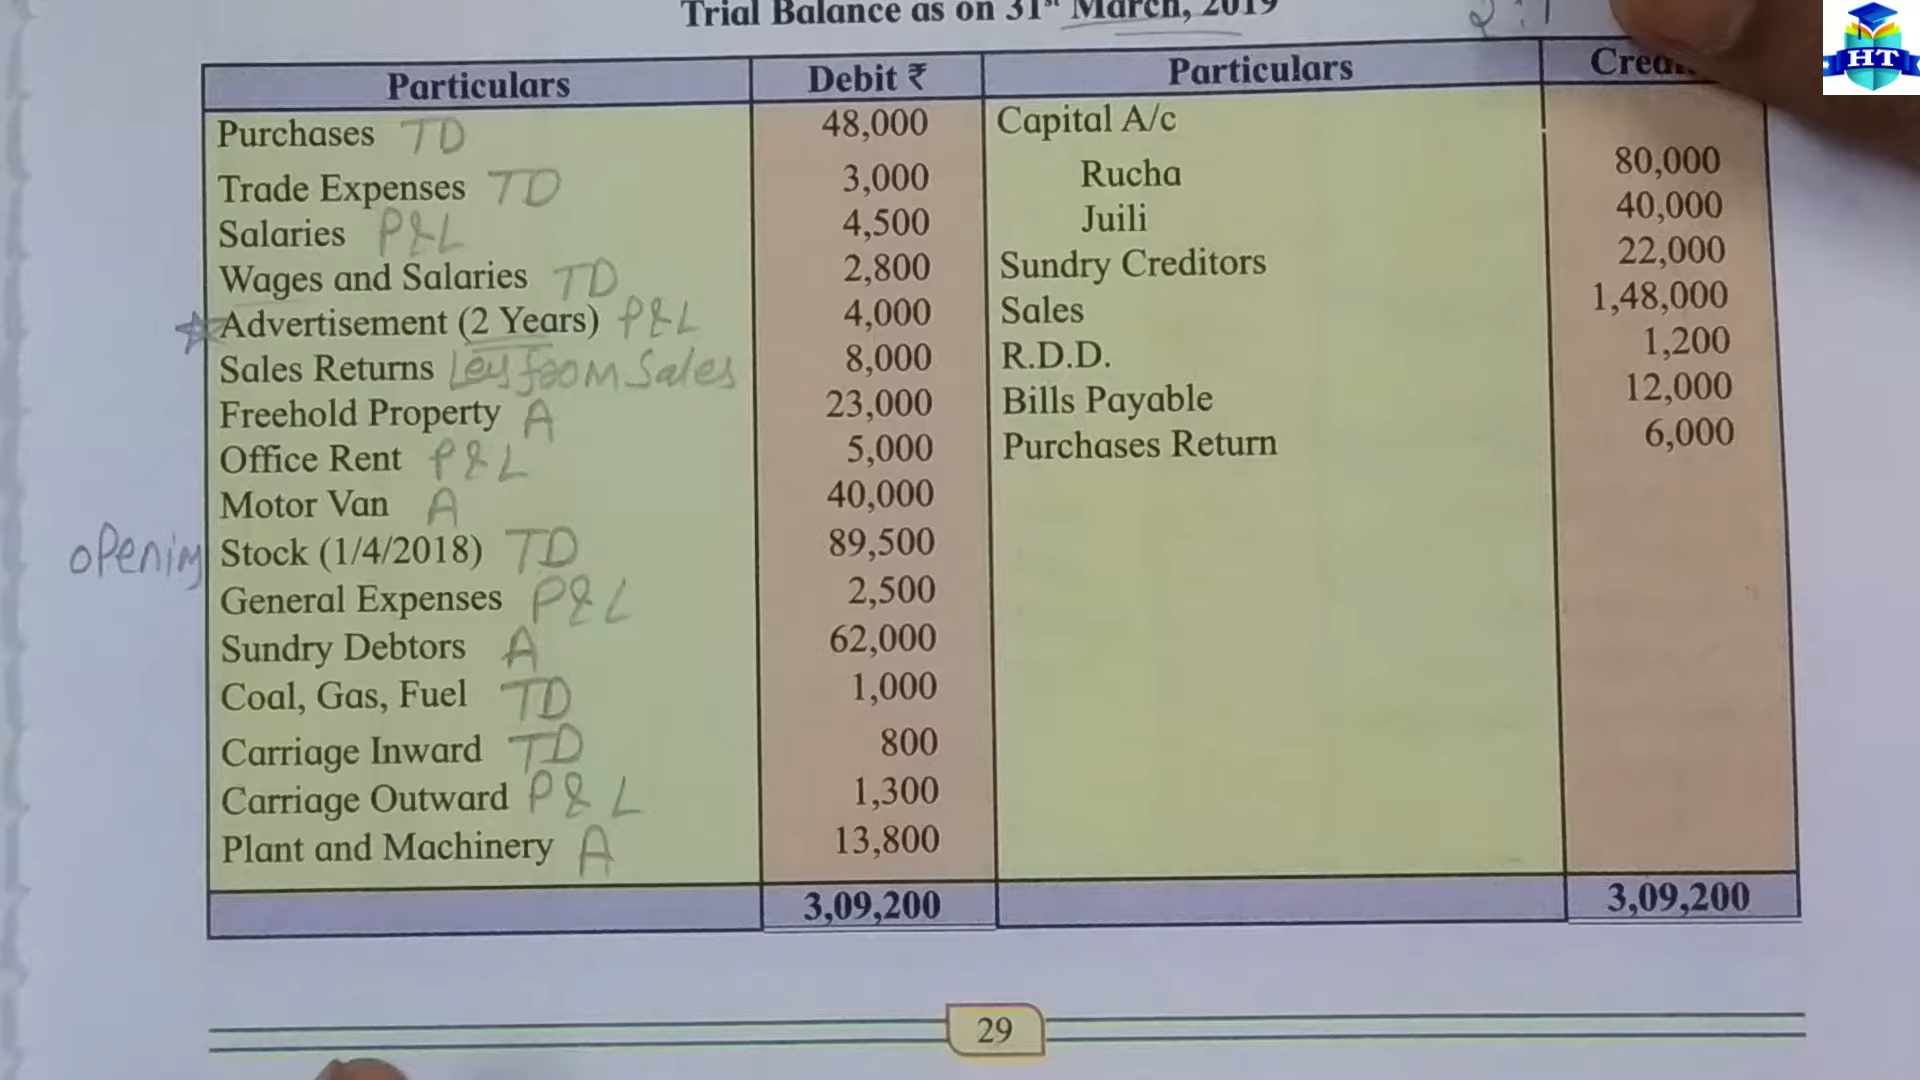 Trial Balance as on 31st March, 2019
2:1
HT
Particulars Debit ₹ Particulars
Purchases TD 48,000 Capital A/c
Trade Expenses TD 3,000 Rucha 80,000
Salaries P&L 4,500 Juili 40,000
Wages and Salaries TD 2,800 Sundry Creditors 22,000
Advertisement (2 Years) P&L 4,000 Sales 1,48,000
Sales Returns Less from Sales 8,000 R.D.D. 1,200
Freehold Property A 23,000 Bills Payable 12,000
Office Rent P&L 5,000 Purchases Return 6,000
Motor Van A 40,000
opening Stock (1/4/2018) TD 89,500
General Expenses P&L 2,500
Sundry Debtors A 62,000
Coal, Gas, Fuel TD 1,000
Carriage Inward TD 800
Carriage Outward P&L 1,300
Plant and Machinery A 13,800
3,09,200 3,09,200
29